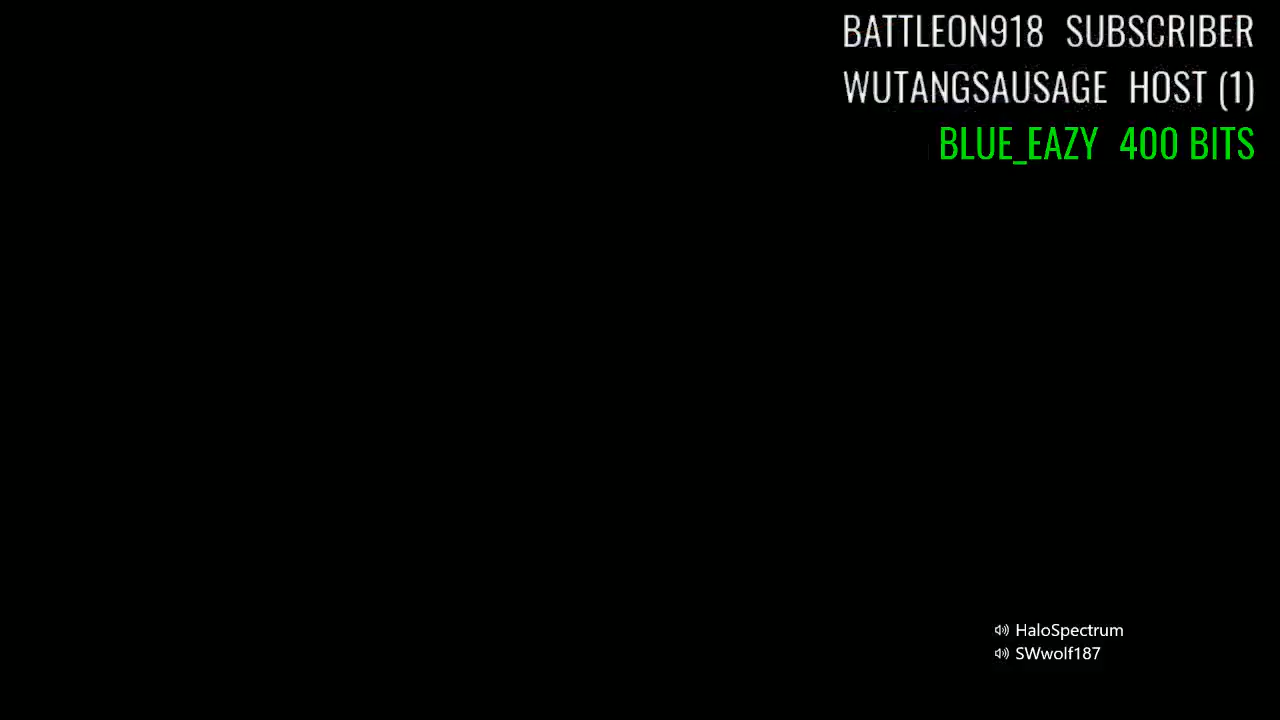 BATTLEON918 SUBSCRIBER
WUTANGSAUSAGE HOST (1)
BLUE_EAZY 400 BITS
HaloSpectrum
SWwolf187